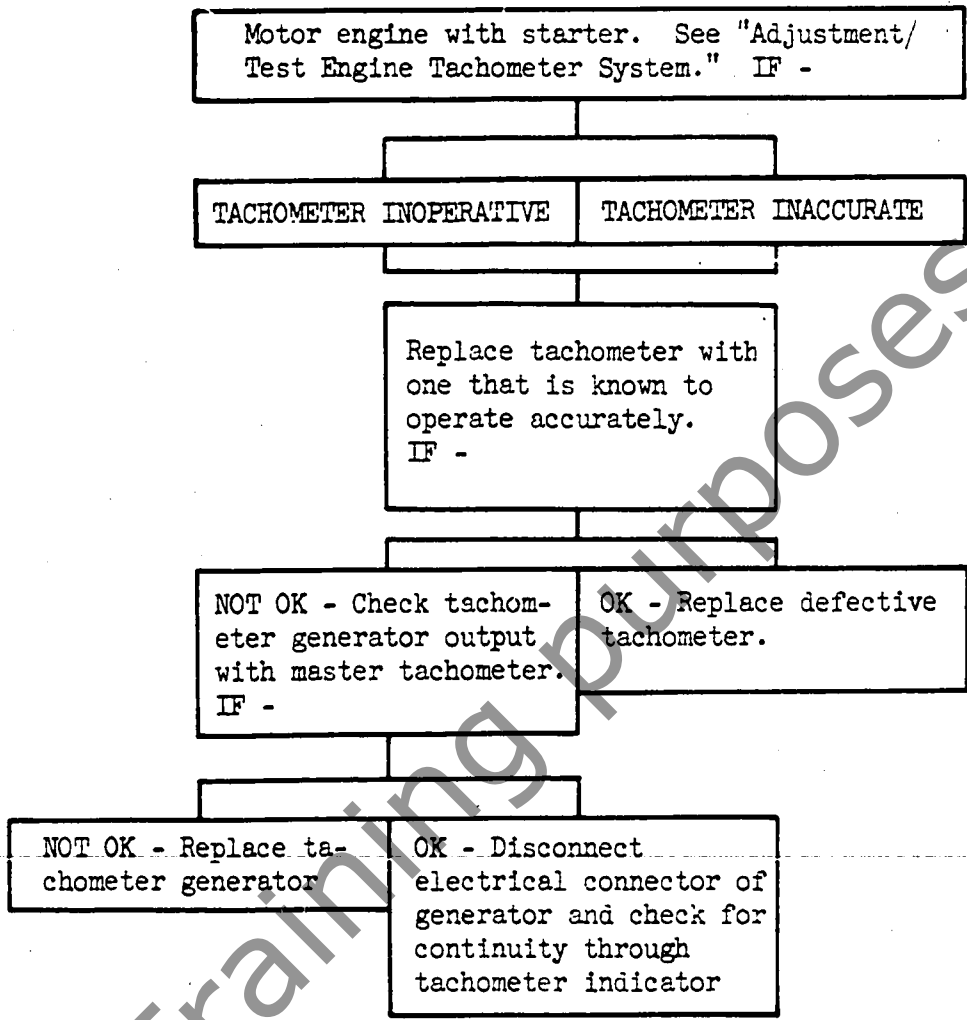 Motor engine with starter. See "Adjustment/
Test Engine Tachometer System." IF -
TACHOMETER INOPERATIVE
TACHOMETER INACCURATE
Replace tachometer with
one that is known to
operate accurately.
IF -
NOT OK - Check tachom-
eter generator output
with master tachometer.
IF -
OK - Replace defective
tachometer.
NOT OK - Replace ta-
chometer generator
OK - Disconnect
electrical connector of
generator and check for
continuity through
tachometer indicator
Training purposes